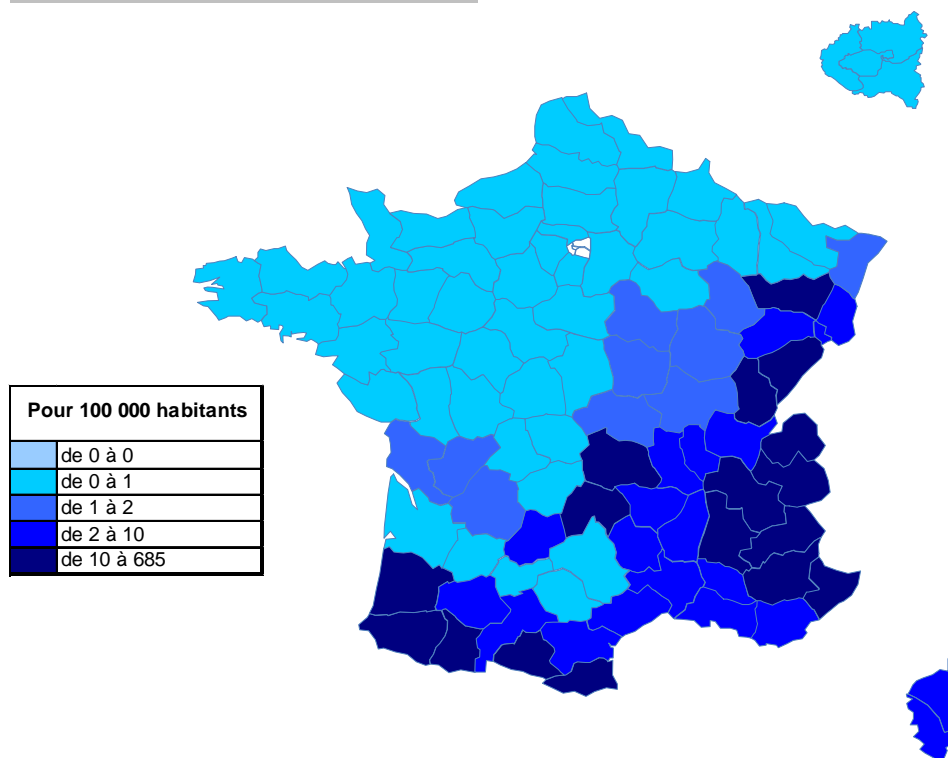 Pour 100 000 habitants
de 0 à 0
de 0 à 1
de 1 à 2
de 2 à 10
de 10 à 685